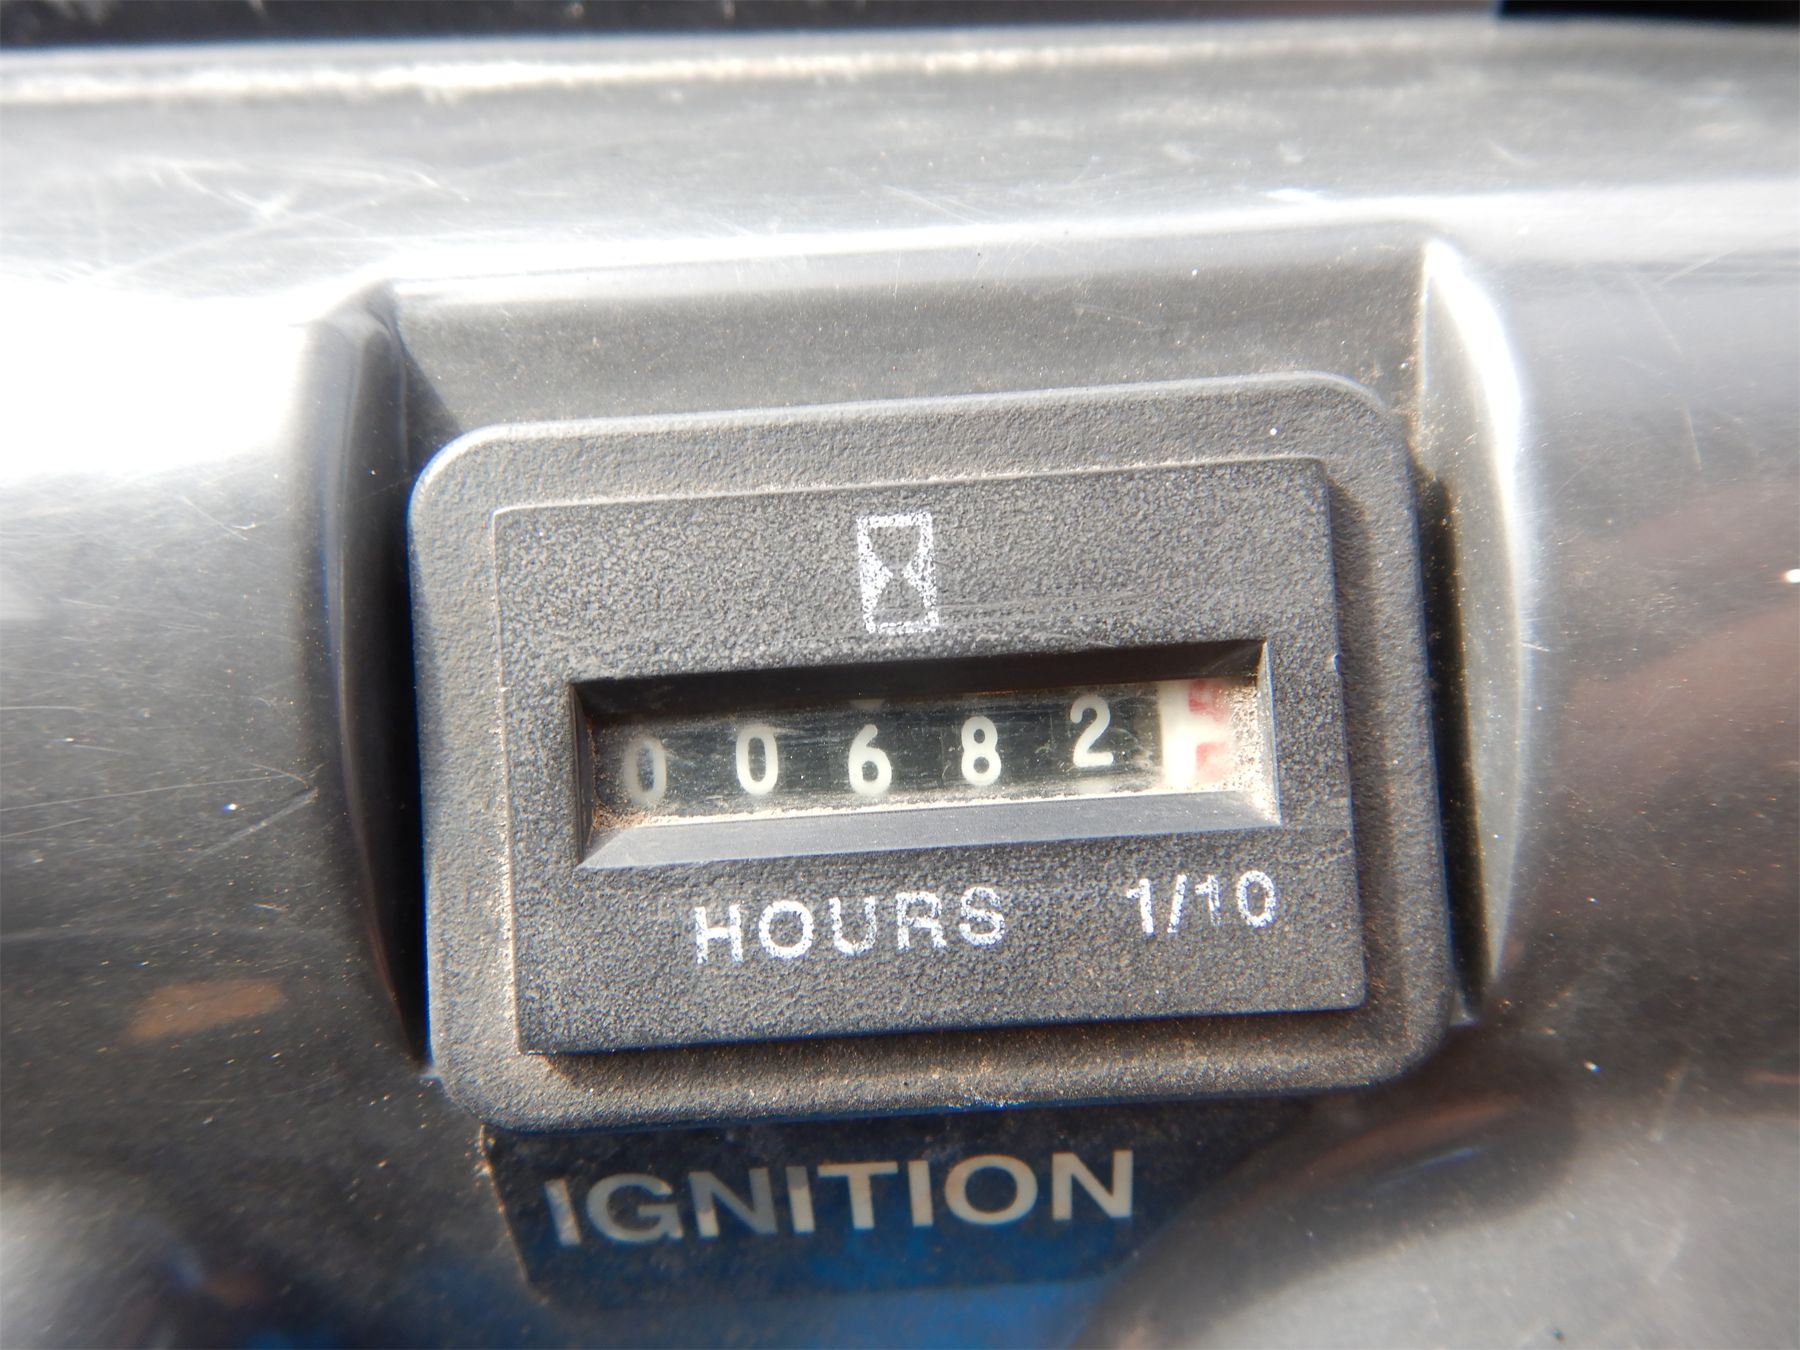 00682
HOURS 1/10
IGNITION